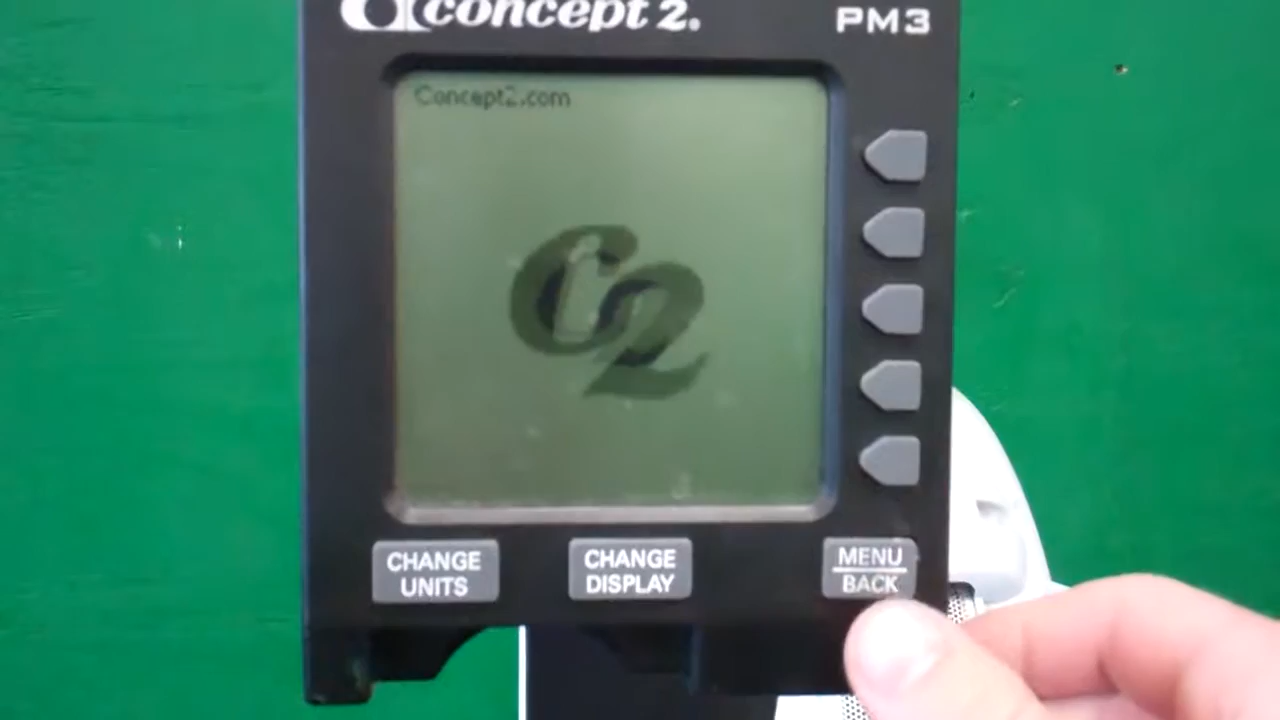 concept 2.
PM3
Concept2.com
C2
CHANGE UNITS
CHANGE DISPLAY
MENU
BACK